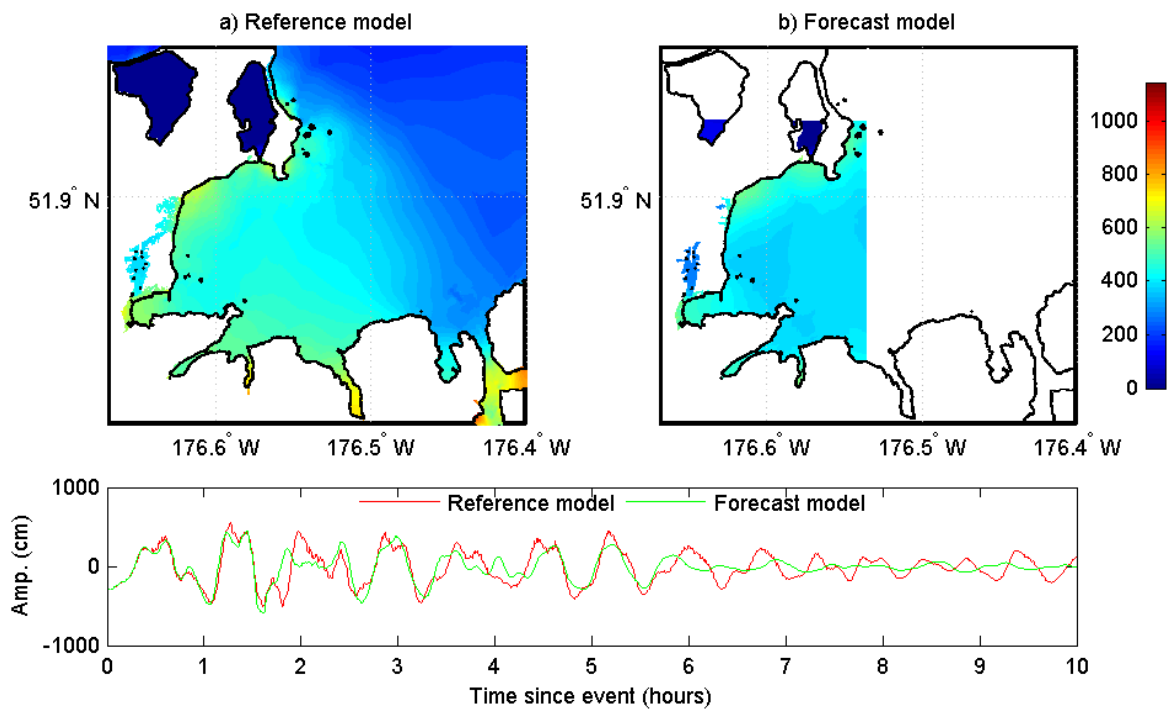 a) Reference model
b) Forecast model
51.9° N
176.6° W
176.5° W
176.4° W
51.9° N
176.6° W
176.5° W
176.4° W
1000
800
600
400
200
0
Reference model
Forecast model
1000
0
-1000
Amp. (cm)
0 1 2 3 4 5 6 7 8 9 10
Time since event (hours)